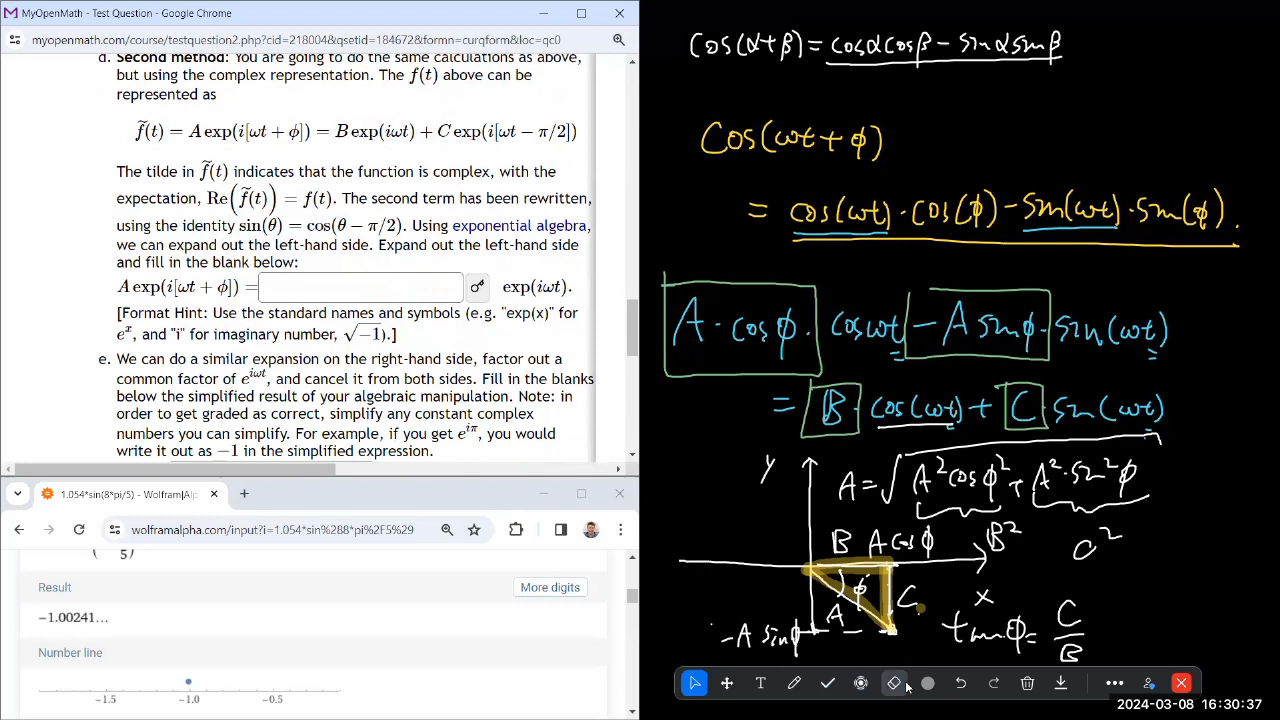 MyOpenMath - Test Question - Google Chrome
myopenmath.com/course/testquestion2.php?cid=218004&qsetid=184672&formn=curqform&loc=qc0
d. Second method: You are going to do the same calculations as above,
but using the complex representation. The f(t) above can be
represented as
f̃(t) = A exp(i[ωt + ϕ]) = B exp(iωt) + C exp(i[ωt − π/2])
The tilde in f̃(t) indicates that the function is complex, with the
expectation, Re(f̃(t)) = f(t). The second term has been rewritten,
using the identity sin(θ) = cos(θ − π/2). Using exponential algebra,
we can expand out the left-hand side. Expand out the left-hand side
and fill in the blank below:
A exp(i[ωt + ϕ]) = exp(iωt).
[Format Hint: Use the standard names and symbols (e.g. "exp(x)" for
eˣ, and "i" for imaginary number, √−1).]
e. We can do a similar expansion on the right-hand side, factor out a
common factor of e^{iωt}, and cancel it from both sides. Fill in the blanks
below the simplified result of your algebraic manipulation. Note: in
order to get graded as correct, simplify any constant complex
numbers you can simplify. For example, if you get e^{iπ}, you would
write it out as −1 in the simplified expression.
1.054*sin(8*pi/5) - Wolfram|Alp
wolframalpha.com/input?i=1.054*sin%288*pi%2F5%29
5)
Result
More digits
−1.00241...
Number line
−1.5 −1.0 −0.5
cos(α+β) = cosαcosβ − sinαsinβ
Cos(ωt + ϕ)
= cos(ωt)·cos(ϕ) − sin(ωt)·sin(ϕ).
A·cosϕ· cosωt − A sinϕ· sin(ωt)
= B· cos(ωt) + C· sin(ωt)
y
A = √A²cosϕ² + A²·sin²ϕ
B A cosϕ B² C²
ϕ C x
A
−A sinϕ tanϕ = C/B
T
2024-03-08 16:30:37